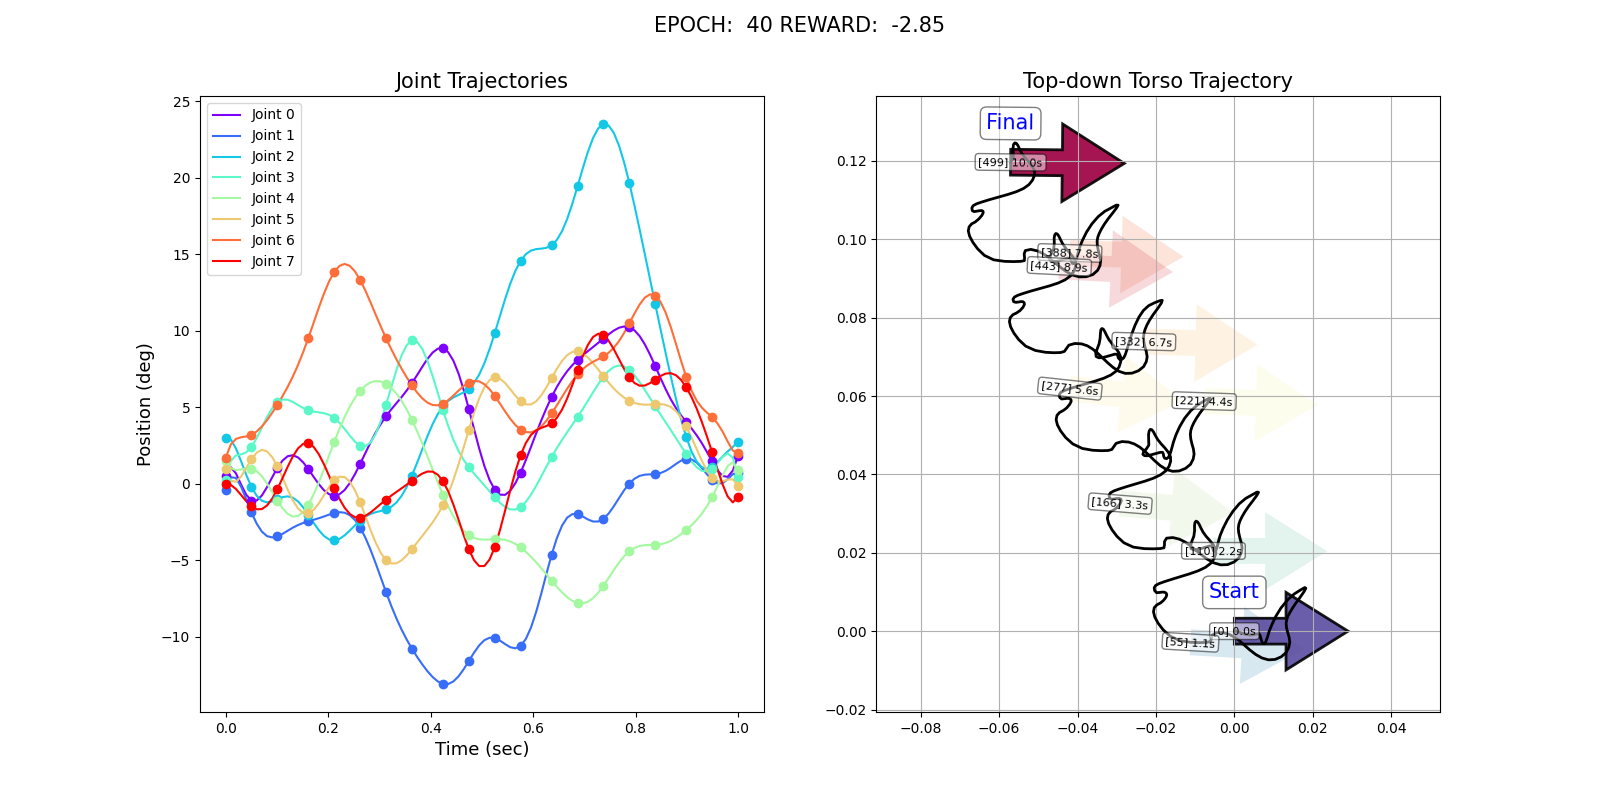 EPOCH:  40 REWARD:  -2.85
Joint Trajectories
25
20
15
10
5
0
−5
−10
Position (deg)
Joint 0
Joint 1
Joint 2
Joint 3
Joint 4
Joint 5
Joint 6
Joint 7
0.0
0.2
0.4
0.6
0.8
1.0
Time (sec)
Top-down Torso Trajectory
0.12
0.10
0.08
0.06
0.04
0.02
0.00
−0.02
Final
[499] 10.0s
[388] 7.8s
[443] 8.9s
[332] 6.7s
[277] 5.6s
[221] 4.4s
[166] 3.3s
[110] 2.2s
Start
[0] 0.0s
[55] 1.1s
−0.08
−0.06
−0.04
−0.02
0.00
0.02
0.04